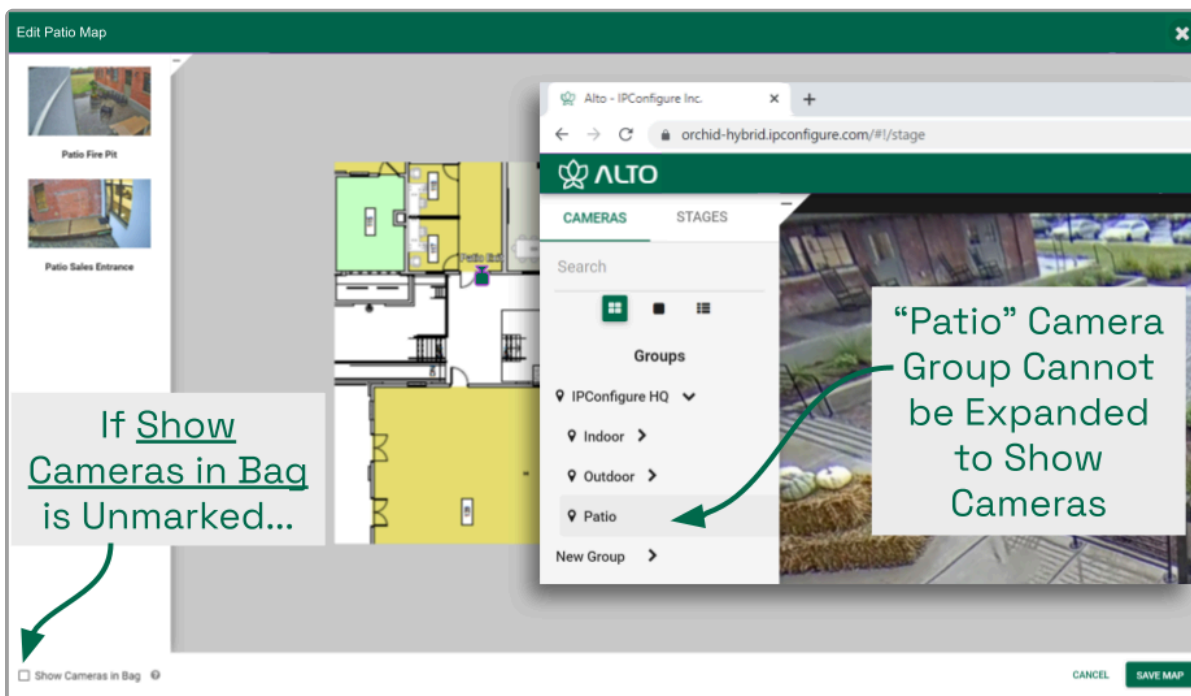 Edit Patio Map
Patio Fire Pit
Patio Sales Entrance
Patio Exit
If Show
Cameras in Bag
is Unmarked...
Show Cameras in Bag
Alto - IPConfigure Inc.
orchid-hybrid.ipconfigure.com/#!/stage
ALTO
CAMERAS STAGES
Search
Groups
IPConfigure HQ
Indoor
Outdoor
Patio
New Group
“Patio” Camera
Group Cannot
be Expanded
to Show
Cameras
CANCEL SAVE MAP